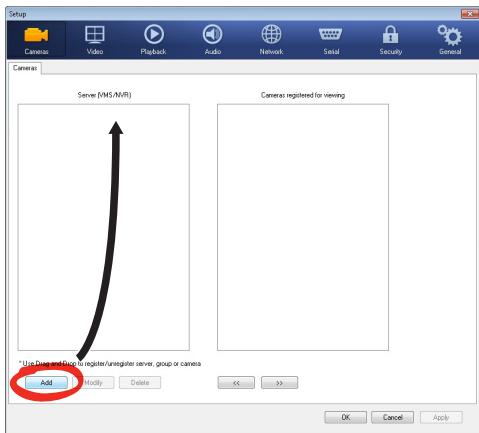 Setup
Cameras Video Playback Audio Network Serial Security General
Cameras
Server (VMS/NVR) Cameras registered for viewing
* Use Drag and Drop to register/unregister server, group or camera
Add Modify Delete << >>
OK Cancel Apply